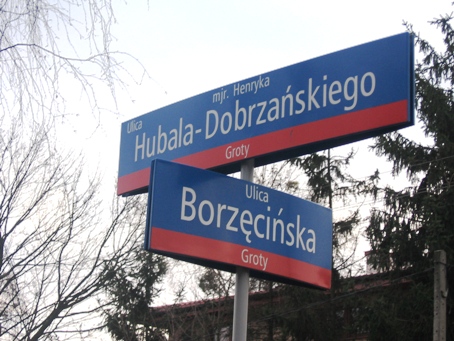 Ulica mjr. Henryka
Hubala-Dobrzańskiego
Groty
Ulica
Borzęcińska
Groty